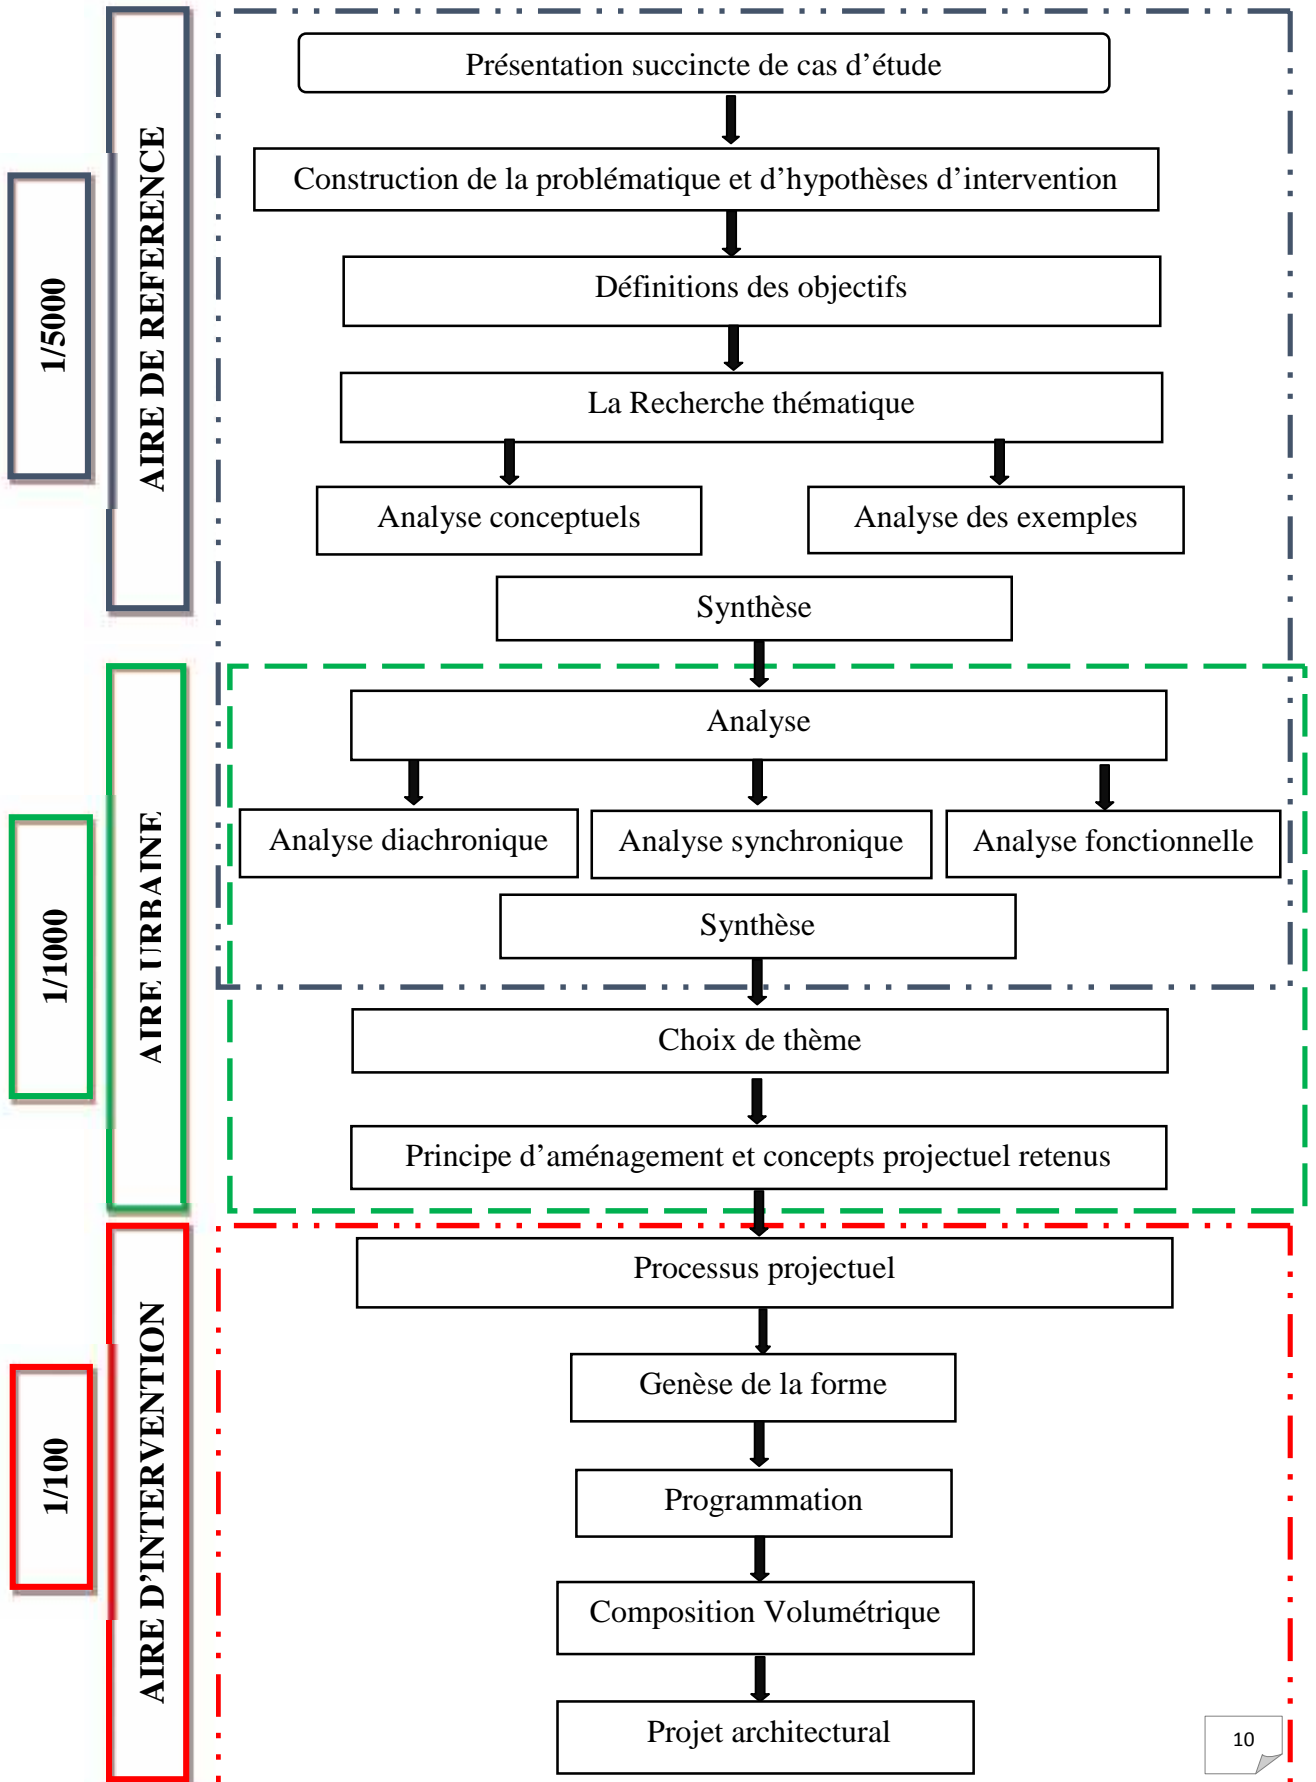 Présentation succincte de cas d’étude
Construction de la problématique et d’hypothèses d’intervention
Définitions des objectifs
La Recherche thématique
Analyse conceptuels
Analyse des exemples
Synthèse
1/5000
AIRE DE REFERENCE
Analyse
Analyse diachronique
Analyse synchronique
Analyse fonctionnelle
Synthèse
Choix de thème
Principe d’aménagement et concepts projectuel retenus
1/1000
AIRE URBAINE
Processus projectuel
Genèse de la forme
Programmation
Composition Volumétrique
Projet architectural
1/100
AIRE D’INTERVENTION
10